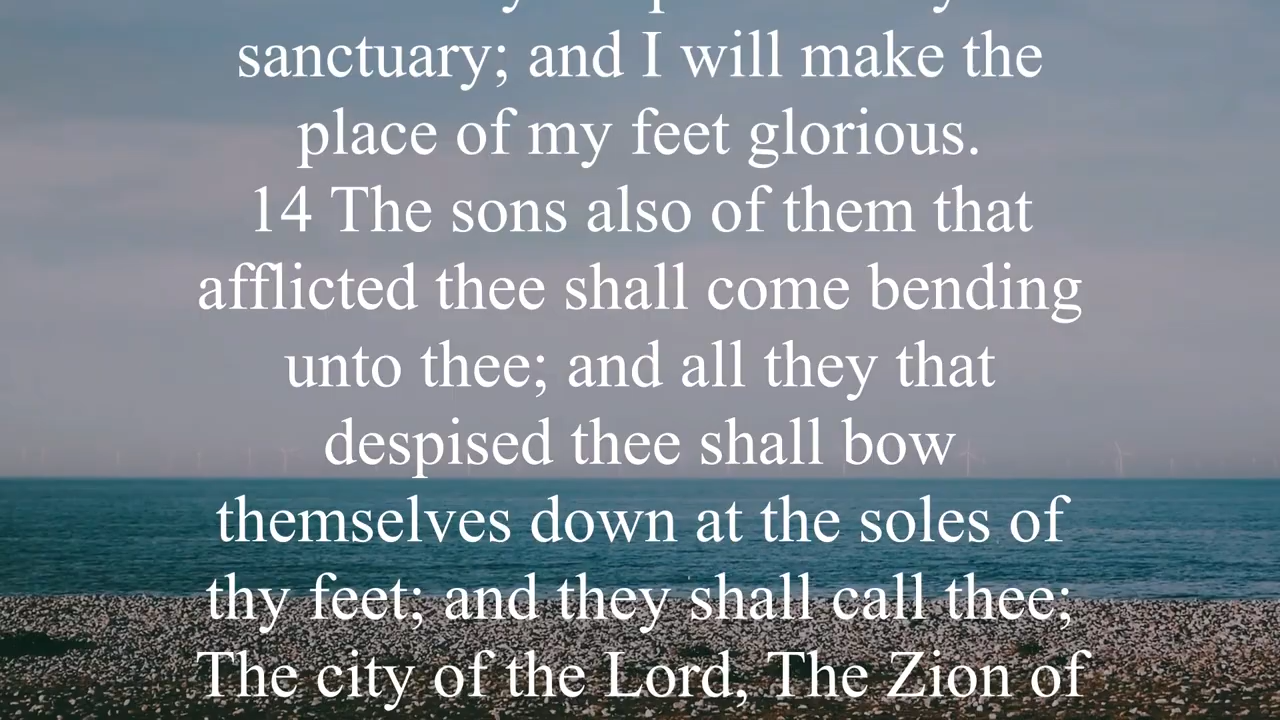 sanctuary; and I will make the
place of my feet glorious.
14 The sons also of them that
afflicted thee shall come bending
unto thee; and all they that
despised thee shall bow
themselves down at the soles of
thy feet; and they shall call thee;
The city of the Lord, The Zion of